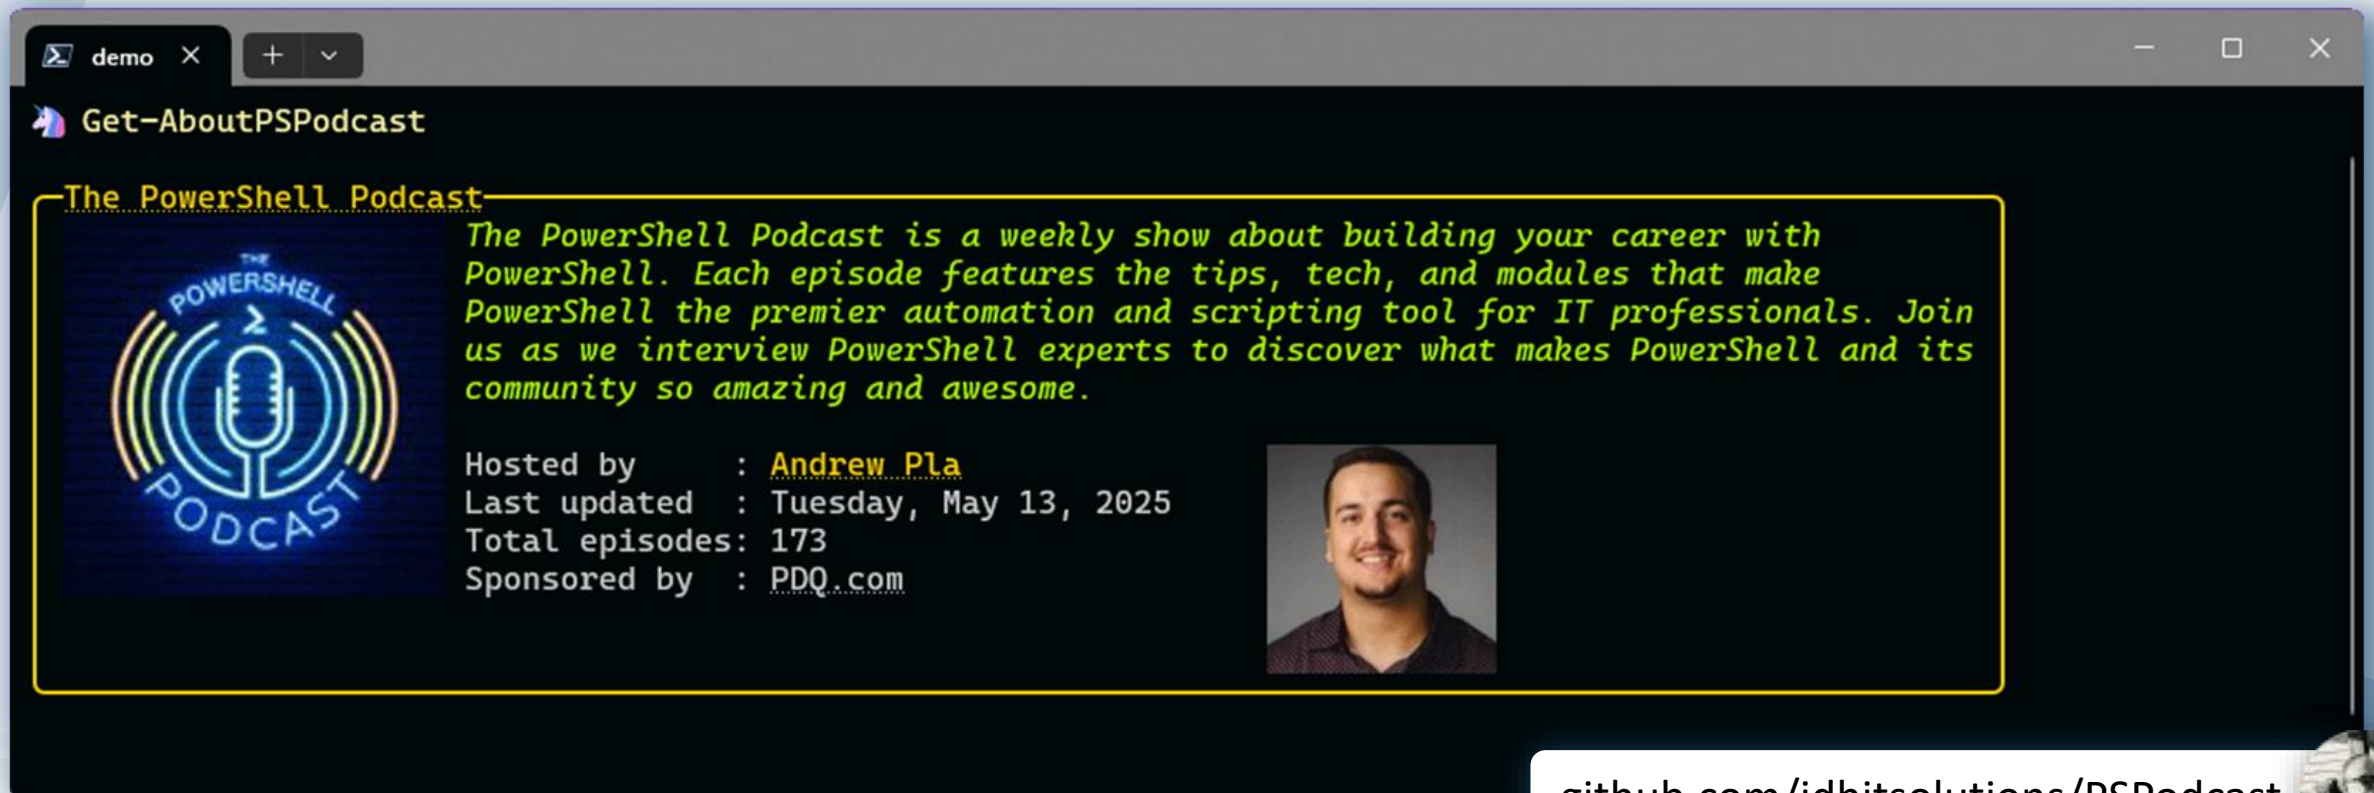 demo
Get-AboutPSPodcast
The PowerShell Podcast
THE
POWERSHELL
PODCAST
The PowerShell Podcast is a weekly show about building your career with
PowerShell. Each episode features the tips, tech, and modules that make
PowerShell the premier automation and scripting tool for IT professionals. Join
us as we interview PowerShell experts to discover what makes PowerShell and its
community so amazing and awesome.
Hosted by : Andrew Pla
Last updated : Tuesday, May 13, 2025
Total episodes: 173
Sponsored by : PDQ.com
github.com/jdhitsolutions/PSPodcast